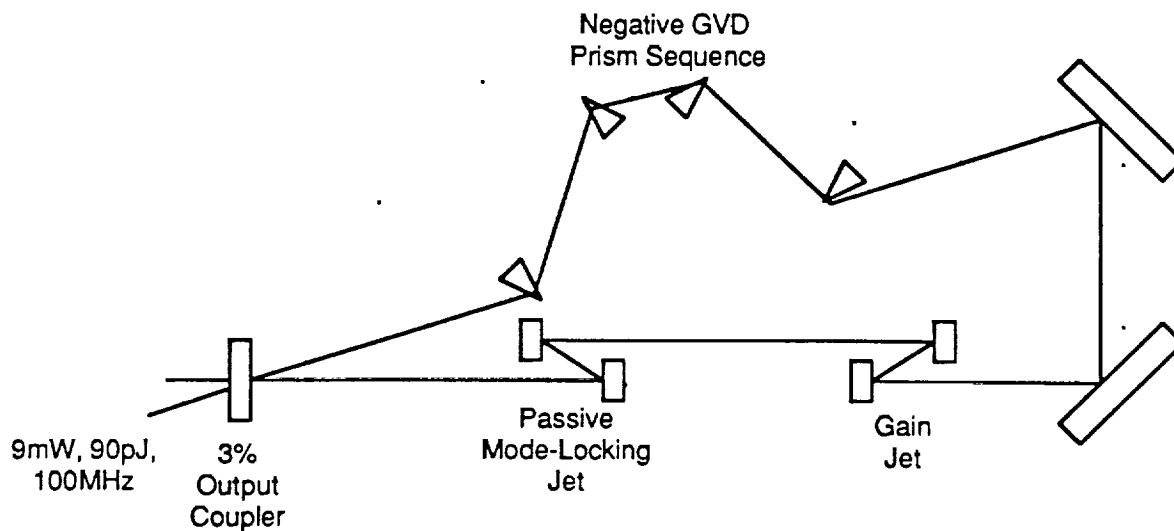 Negative GVD
Prism Sequence
9mW, 90pJ,
100MHz
3%
Output
Coupler
Passive
Mode-Locking
Jet
Gain
Jet